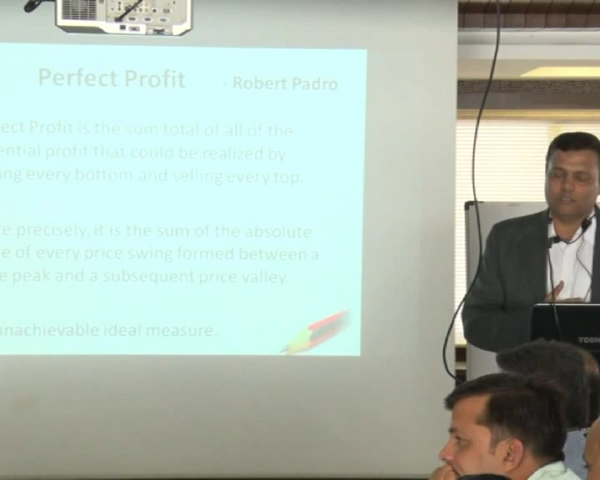 Perfect Profit - Robert Padro
ect Profit is the sum total of all of the
ential profit that could be realized by
ing every bottom and selling every top.
e precisely, it is the sum of the absolute
e of every price swing formed between a
e peak and a subsequent price valley.
unachievable ideal measure.
TOSH